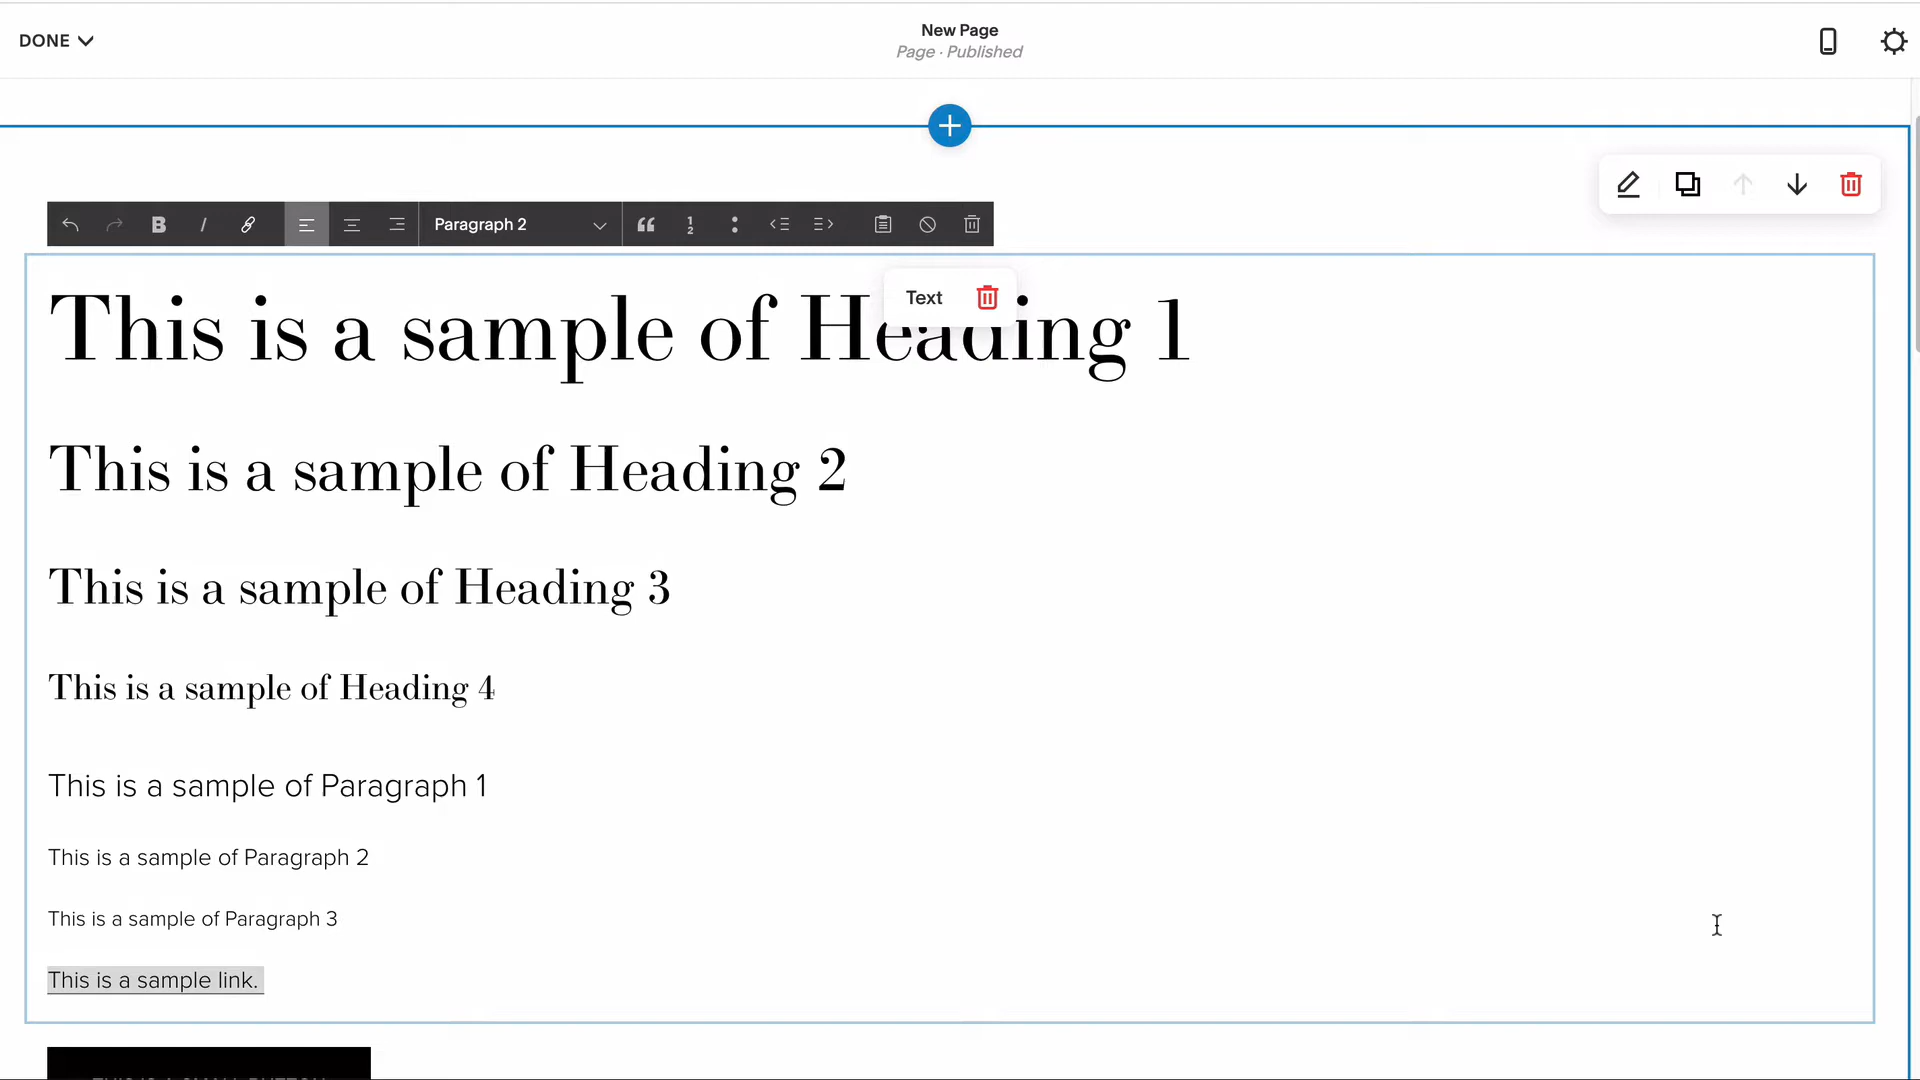 DONE
New Page
Page · Published
Paragraph 2
Text
This is a sample of Heading 1
This is a sample of Heading 2
This is a sample of Heading 3
This is a sample of Heading 4
This is a sample of Paragraph 1
This is a sample of Paragraph 2
This is a sample of Paragraph 3
This is a sample link.